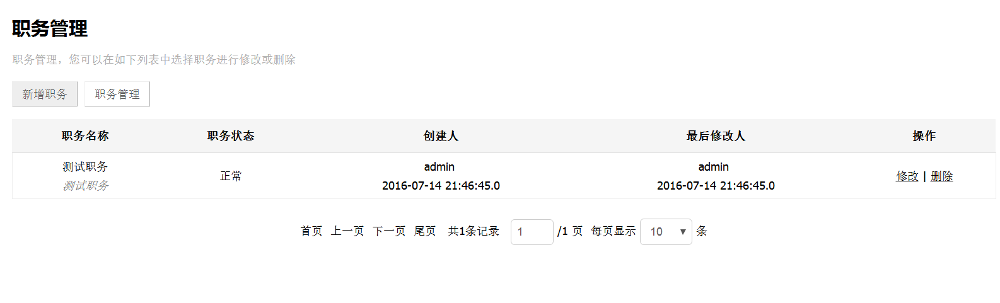 职务管理
职务管理，您可以在如下列表中选择职务进行修改或删除
新增职务 职务管理
职务名称 职务状态 创建人 最后修改人 操作
测试职务 admin admin
正常 修改 | 删除
测试职务 2016-07-14 21:46:45.0 2016-07-14 21:46:45.0
首页 上一页 下一页 尾页 共1条记录 1 /1 页 每页显示 10 条